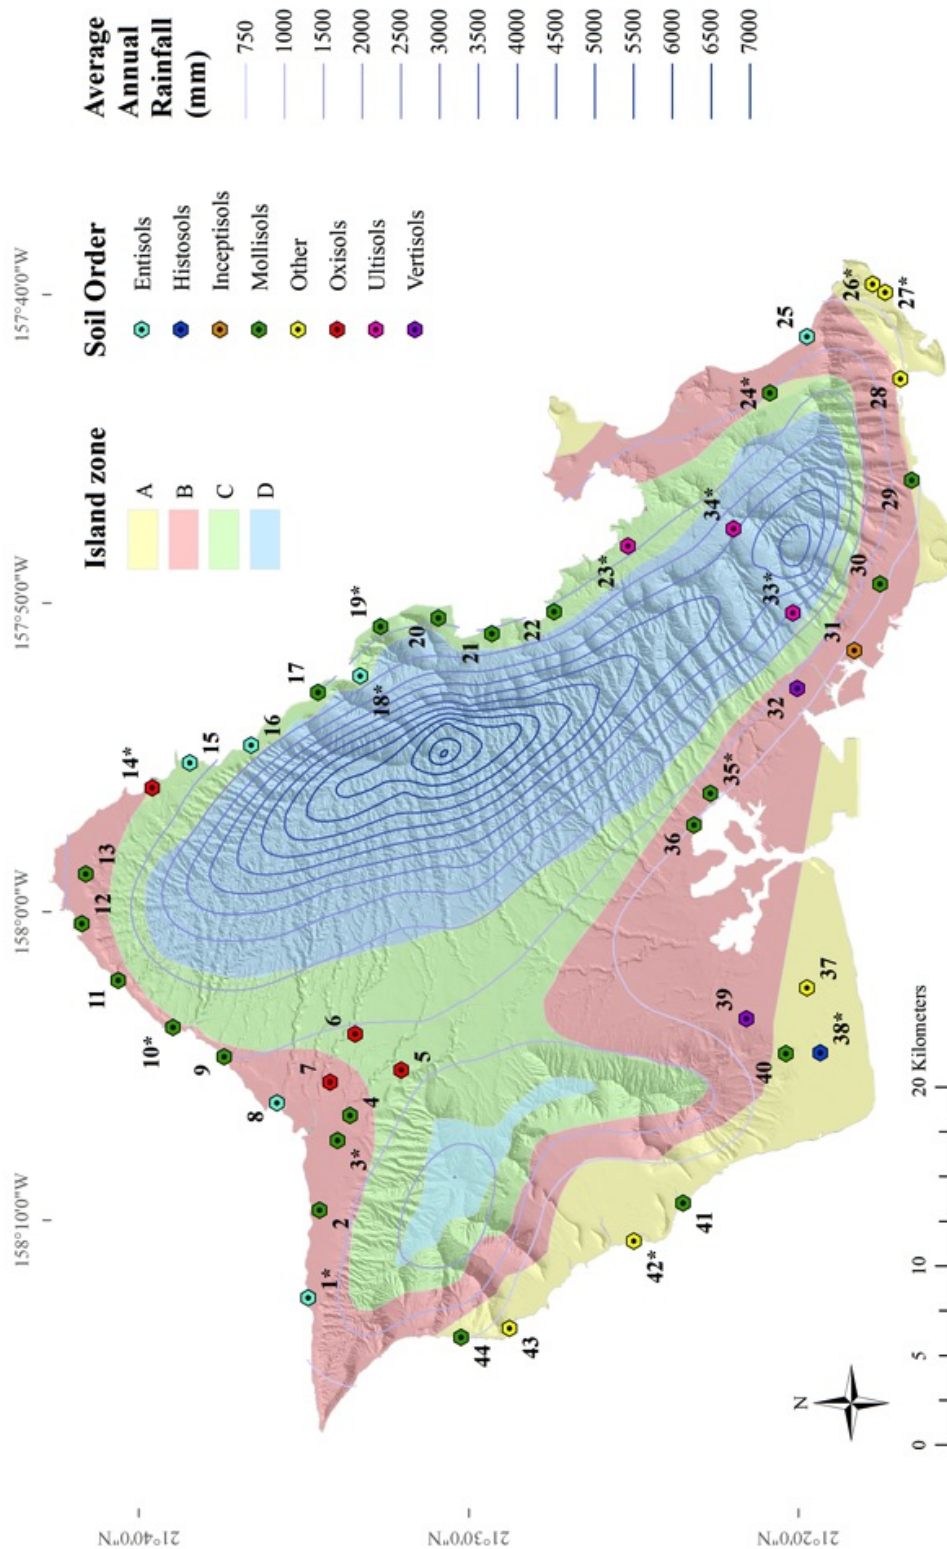 158°10'0"W
158°0'0"W
157°50'0"W
157°40'0"W
21°40'0"N
21°30'0"N
21°20'0"N
Island zone
A
B
C
D
Soil Order
Entisols
Histosols
Inceptisols
Mollisols
Other
Oxisols
Ultisols
Vertisols
Average
Annual
Rainfall
(mm)
750
1000
1500
2000
2500
3000
3500
4000
4500
5000
5500
6000
6500
7000
1*
2
3*
4
5
6
7
8
9
10*
11
12
13
14*
15
16
17
18*
19*
20
21
22
23*
24*
25
26*
27*
28
29
30
31
32
33*
34*
35*
36
37
38*
39
40
41
42*
43
44
N
0 5 10 20 Kilometers